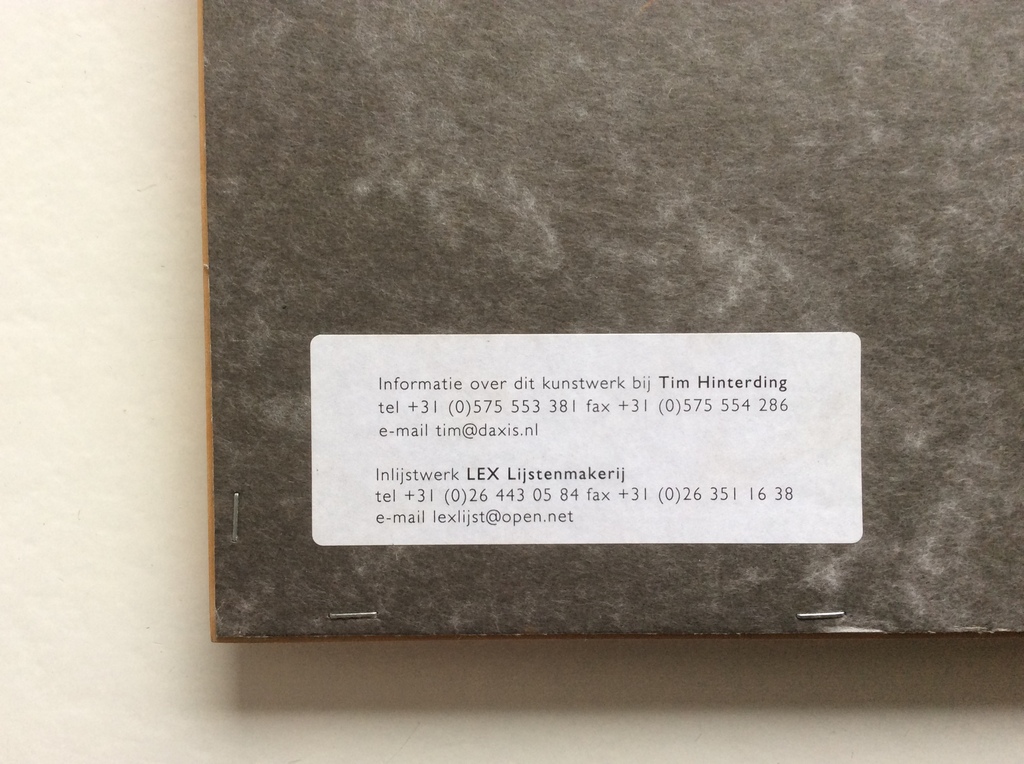 Informatie over dit kunstwerk bij Tim Hinterding
tel +31 (0)575 553 381 fax +31 (0)575 554 286
e-mail tim@daxis.nl
Inlijstwerk LEX Lijstenmakerij
tel +31 (0)26 443 05 84 fax +31 (0)26 351 16 38
e-mail lexlijst@open.net